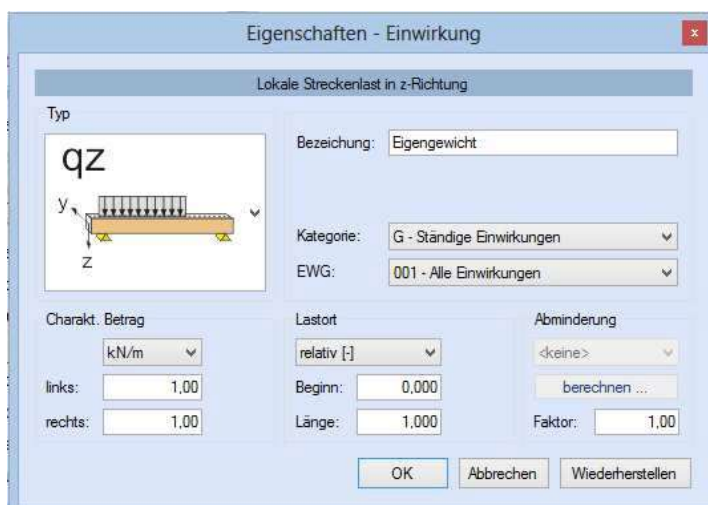 Eigenschaften - Einwirkung
x
Lokale Streckenlast in z-Richtung
Typ
qz
y
z
Bezeichung: Eigengewicht
Kategorie: G - Ständige Einwirkungen
EWG: 001 - Alle Einwirkungen
Charakt. Betrag
kN/m
links: 1,00
rechts: 1,00
Lastort
relativ [-]
Beginn: 0,000
Länge: 1,000
Abminderung
<keine>
berechnen ...
Faktor: 1,00
OK Abbrechen Wiederherstellen